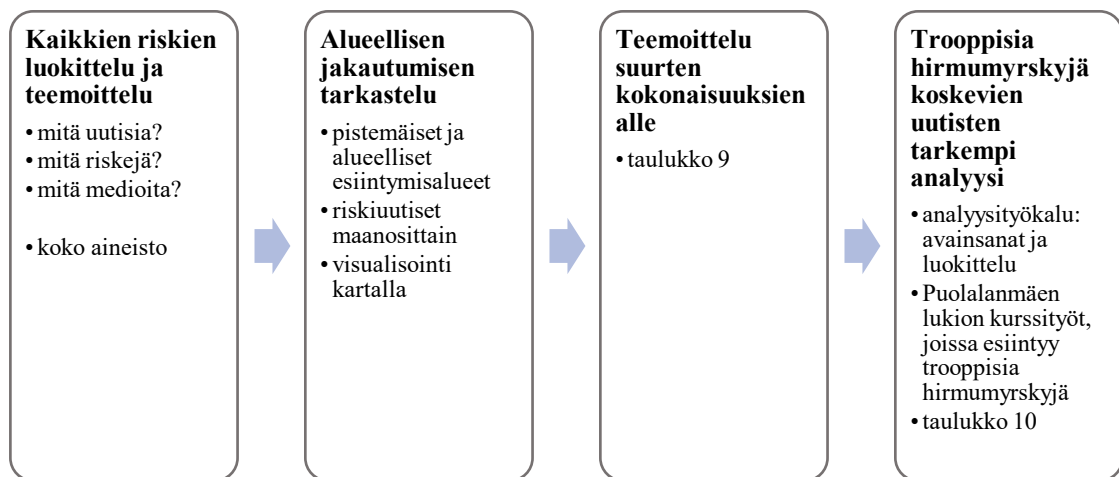 Kaikkien riskien
luokittelu ja
teemoittelu
• mitä uutisia?
• mitä riskejä?
• mitä medioita?
• koko aineisto
Alueellisen
jakautumisen
tarkastelu
• pistemäiset ja
alueelliset
esiintymisalueet
• riskiuutiset
maanosittain
• visualisointi
kartalla
Teemoittelu
suurten
kokonaisuuksien
alle
• taulukko 9
Trooppisia
hirmumyrskyjä
koskevien
uutisten
tarkempi
analyysi
• analyysityökalu:
avainsanat ja
luokittelu
• Puolalanmäen
lukion kurssityöt,
joissa esiintyy
trooppisia
hirmumyrskyjä
• taulukko 10